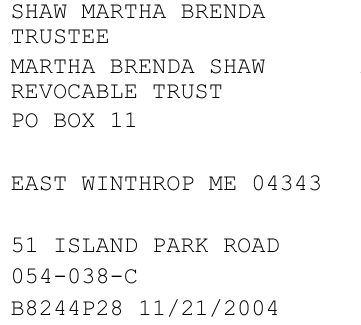 SHAW MARTHA BRENDA
TRUSTEE
MARTHA BRENDA SHAW
REVOCABLE TRUST
PO BOX 11
EAST WINTHROP ME 04343
51 ISLAND PARK ROAD
054-038-C
B8244P28 11/21/2004